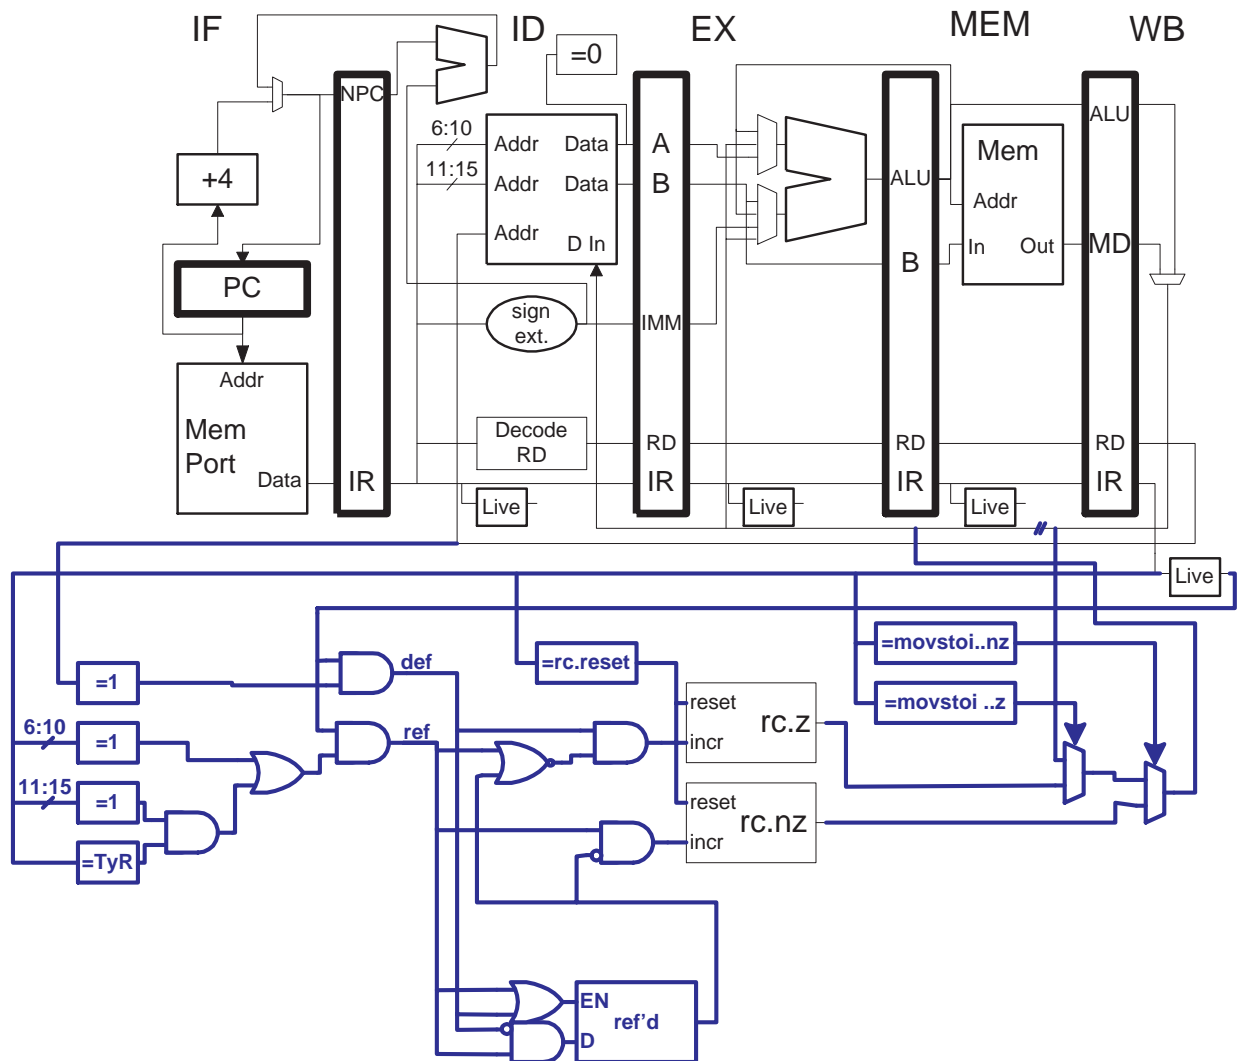 IF
ID
EX
MEM
WB
=0
NPC
+4
PC
Addr
Mem
Port
Data
IR
6:10
11:15
Addr
Data
Addr
Data
Addr
D In
sign
ext.
Decode
RD
Live
A
B
IMM
RD
IR
Live
ALU
B
RD
IR
Mem
Addr
In
Out
Live
ALU
MD
RD
IR
Live
=1
def
=rc.reset
=movstoi..nz
=movstoi ..z
6:10
=1
ref
reset
rc.z
incr
11:15
=1
=TyR
reset
rc.nz
incr
EN
ref'd
D